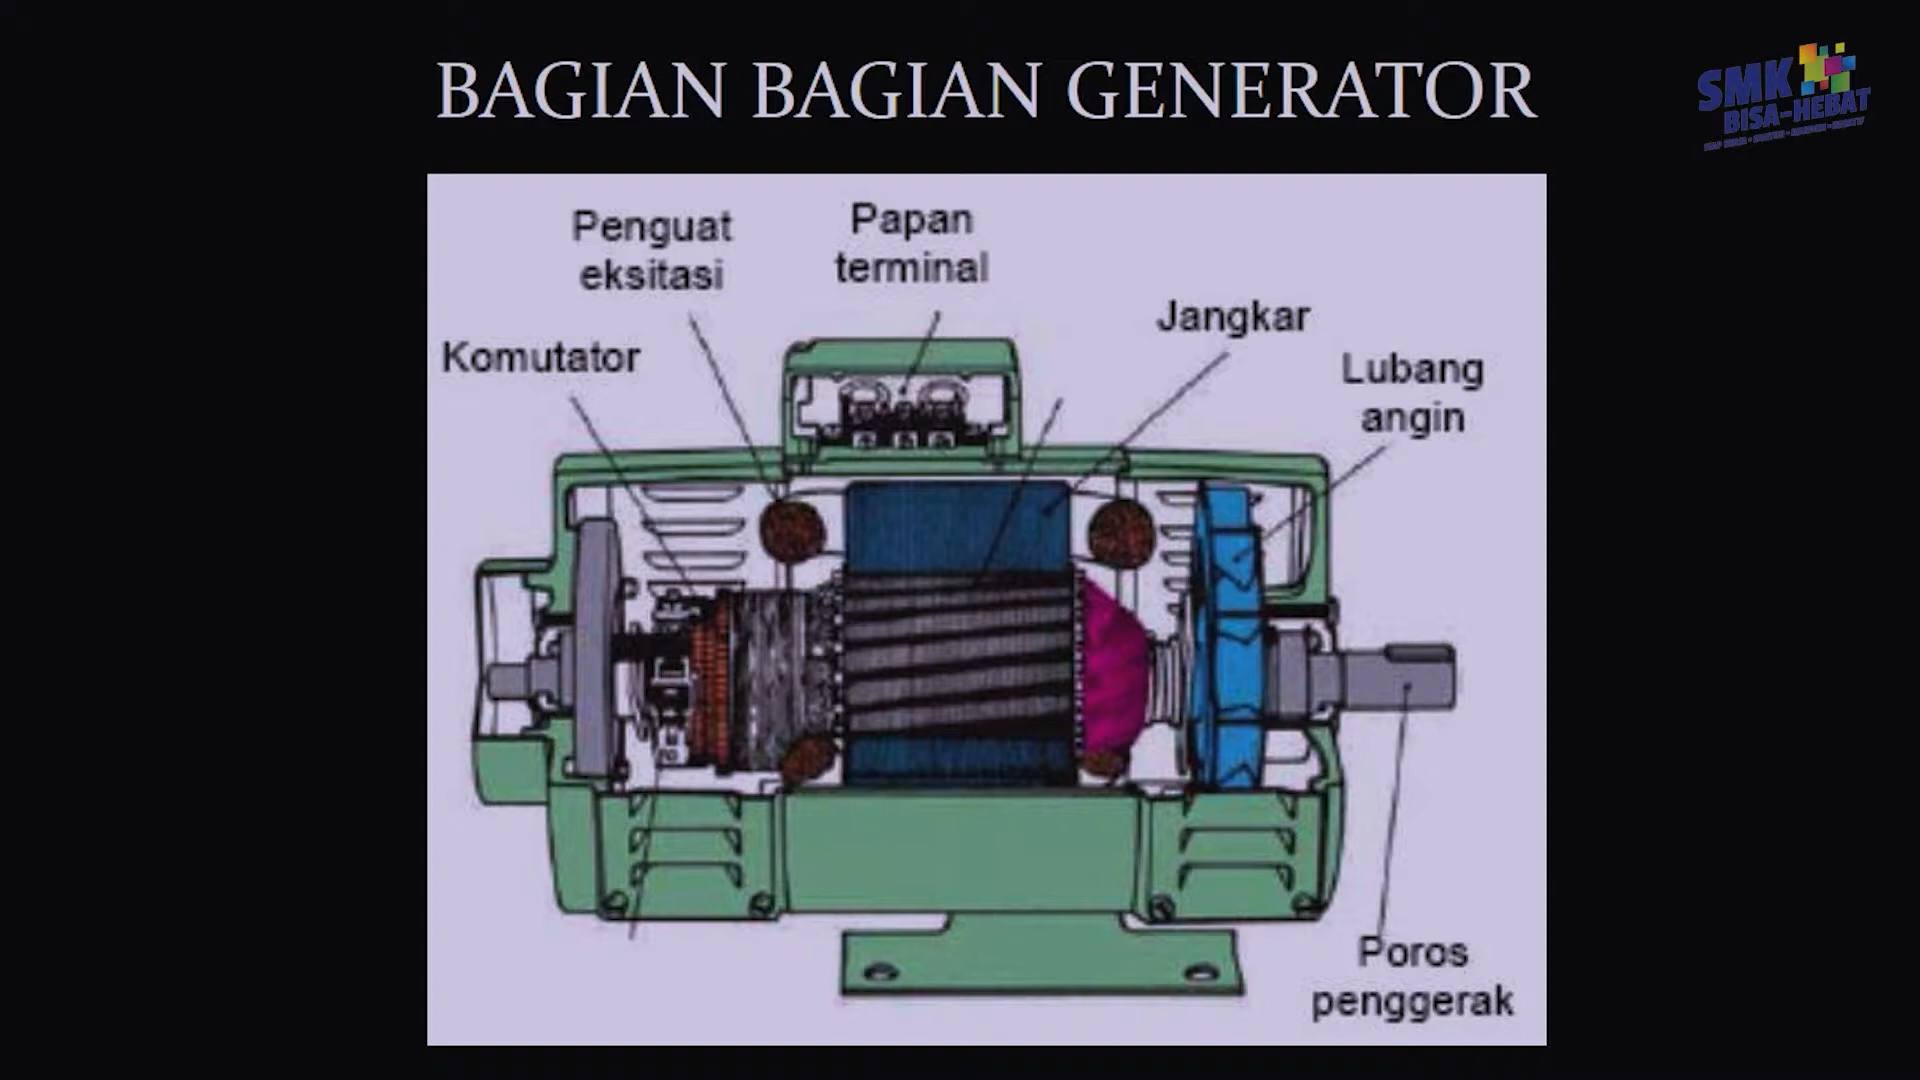 BAGIAN BAGIAN GENERATOR
SMK
BISA-HEBAT
Penguat
eksitasi
Papan
terminal
Jangkar
Komutator
Lubang
angin
Poros
penggerak